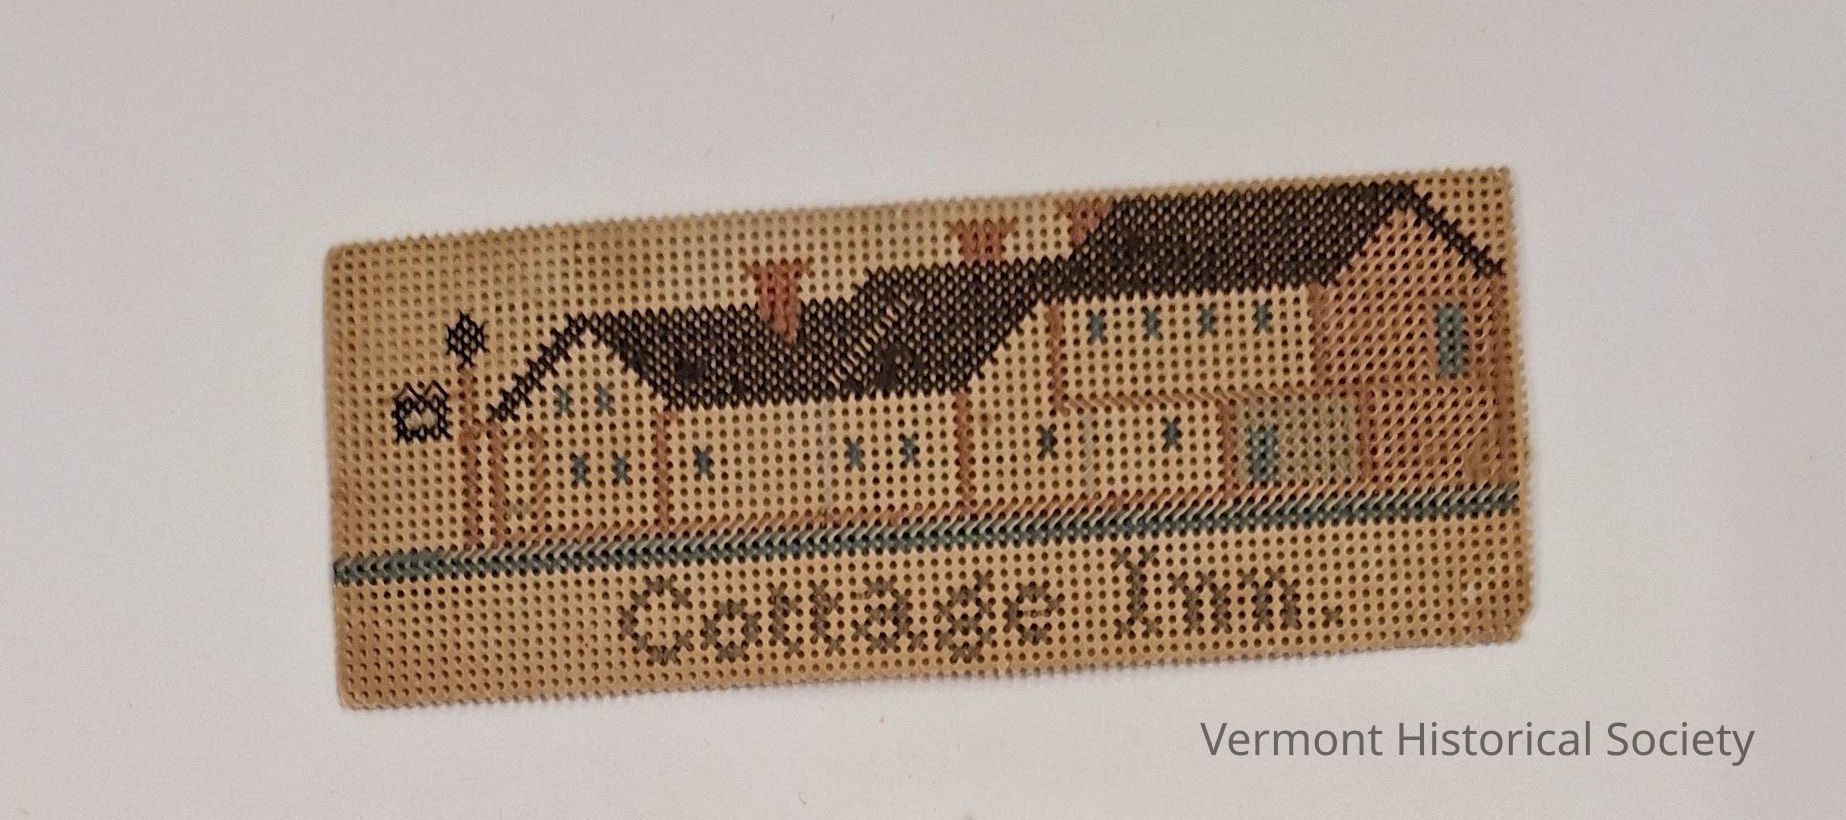 Cottage Inn.
Vermont Historical Society